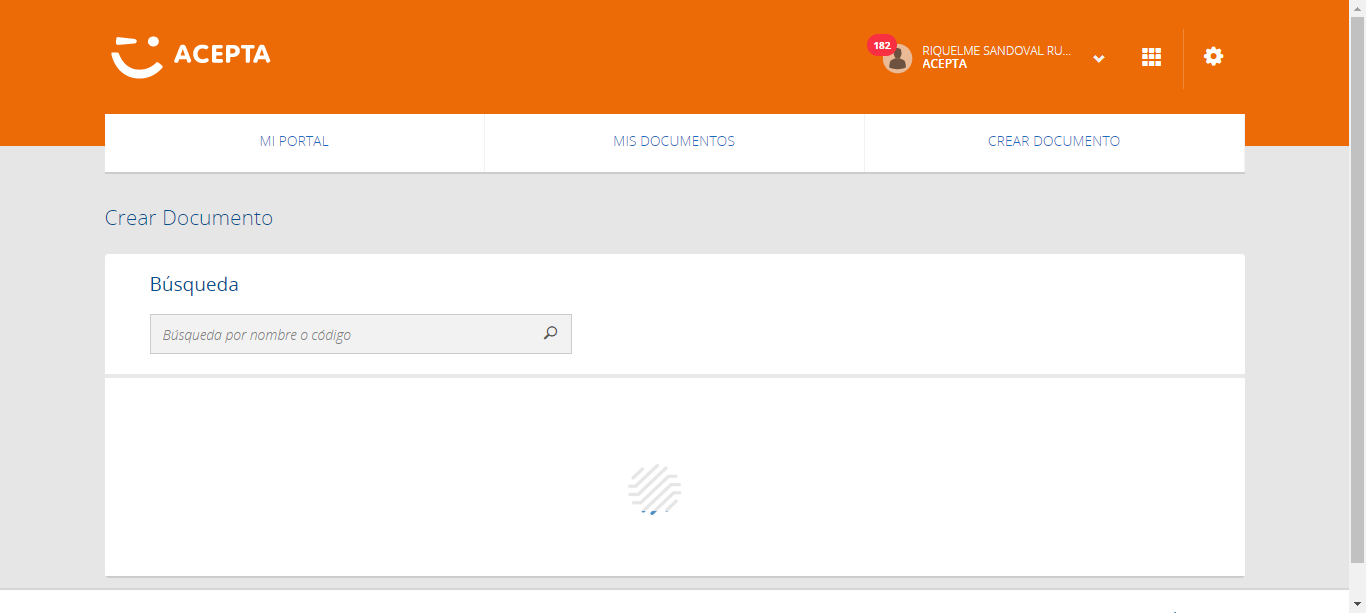 ACEPTA
182
RIQUELME SANDOVAL RU...
ACEPTA
MI PORTAL
MIS DOCUMENTOS
CREAR DOCUMENTO
Crear Documento
Búsqueda
Búsqueda por nombre o código